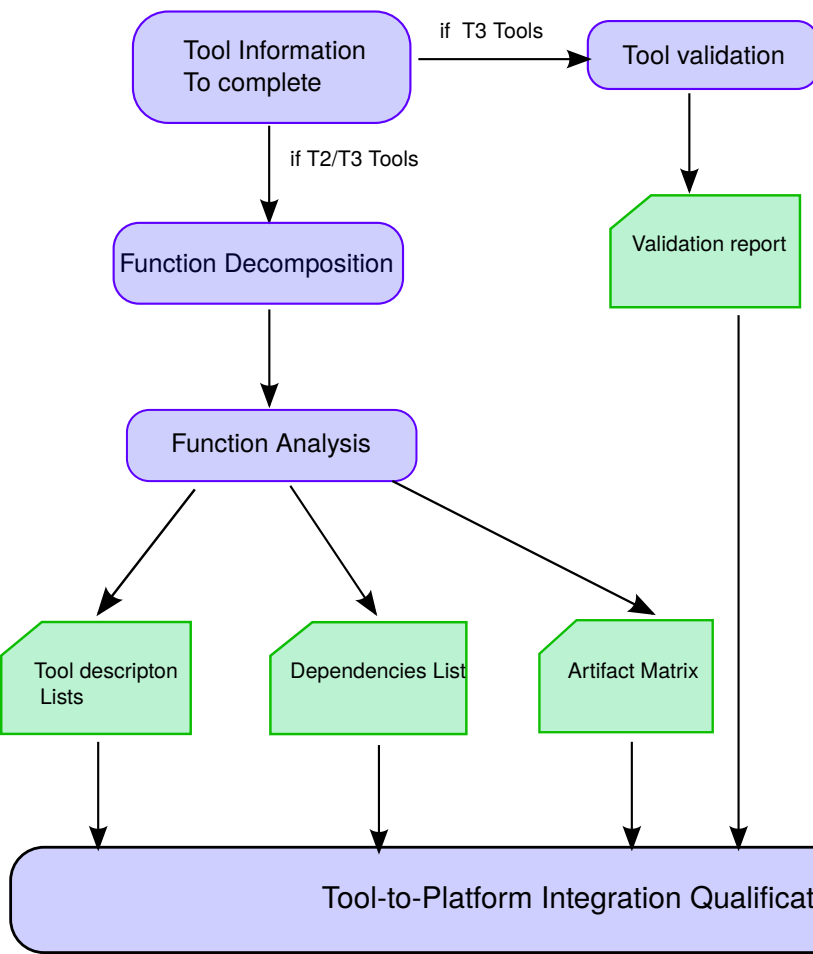 if  T3 Tools
Tool Information
To complete
Tool validation
if T2/T3 Tools
Validation report
Function Decomposition
Function Analysis
Tool descripton
Lists
Dependencies List
Artifact Matrix
Tool-to-Platform Integration Qualificat